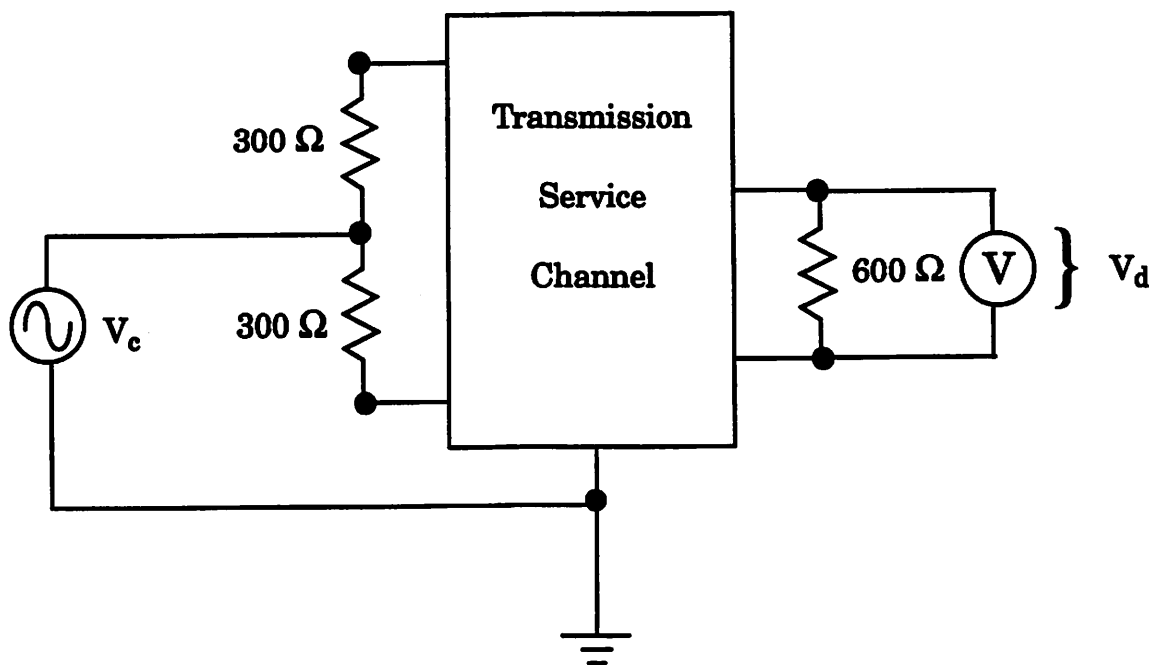 300 Ω
Transmission
Service
Channel
300 Ω
V_c
600 Ω
V
V_d